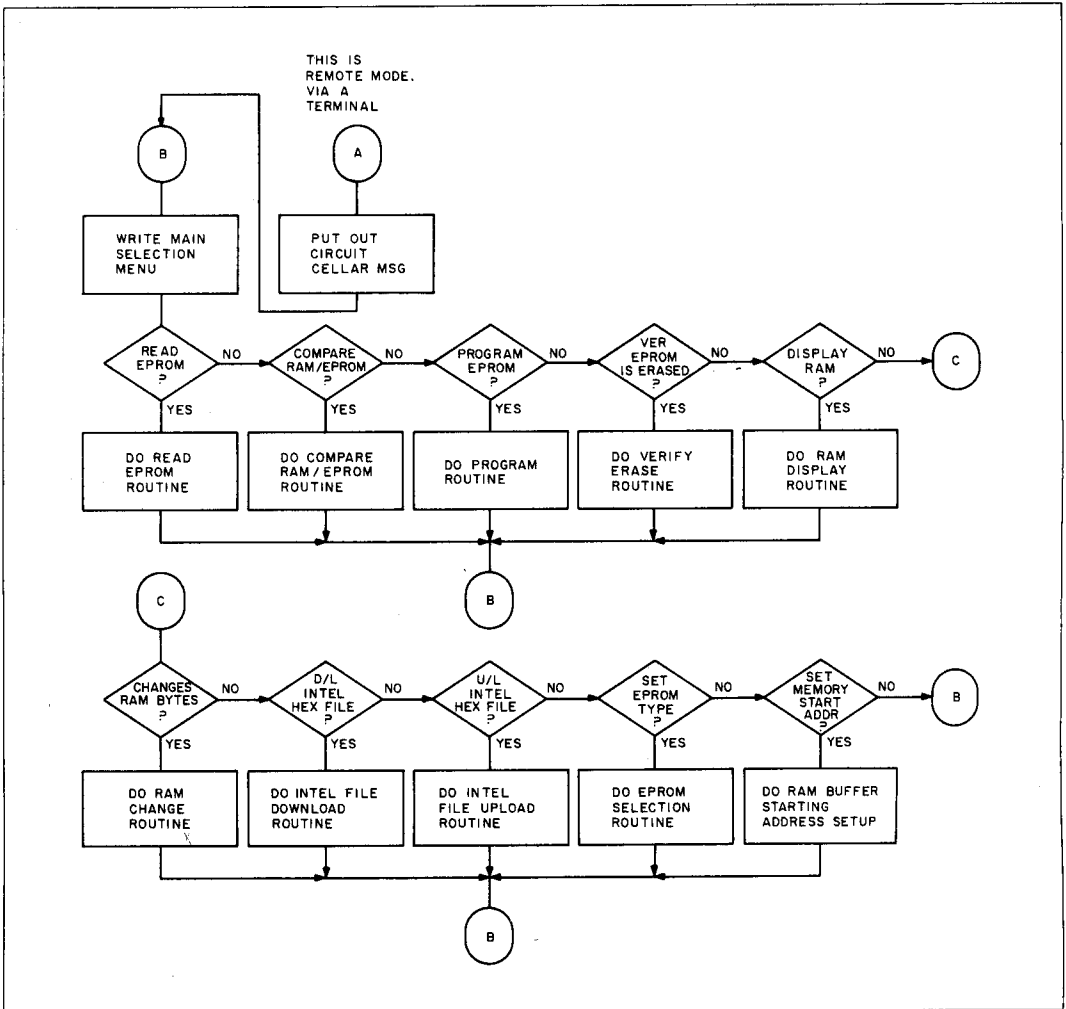 THIS IS
REMOTE MODE.
VIA A
TERMINAL
B
A
WRITE MAIN
SELECTION
MENU
PUT OUT
CIRCUIT
CELLAR MSG
READ
EPROM
?
NO
COMPARE
RAM/EPROM
?
NO
PROGRAM
EPROM
?
NO
VER
EPROM
IS ERASED
?
NO
DISPLAY
RAM
?
NO
C
YES
YES
YES
YES
YES
DO READ
EPROM
ROUTINE
DO COMPARE
RAM/EPROM
ROUTINE
DO PROGRAM
ROUTINE
DO VERIFY
ERASE
ROUTINE
DO RAM
DISPLAY
ROUTINE
B
C
CHANGES
RAM BYTES
?
NO
D/L
INTEL
HEX FILE
?
NO
U/L
INTEL
HEX FILE
?
NO
SET
EPROM
TYPE
?
NO
SET
MEMORY
START
ADDR
?
NO
B
YES
YES
YES
YES
YES
DO RAM
CHANGE
ROUTINE
DO INTEL FILE
DOWNLOAD
ROUTINE
DO INTEL
FILE UPLOAD
ROUTINE
DO EPROM
SELECTION
ROUTINE
DO RAM BUFFER
STARTING
ADDRESS SETUP
B